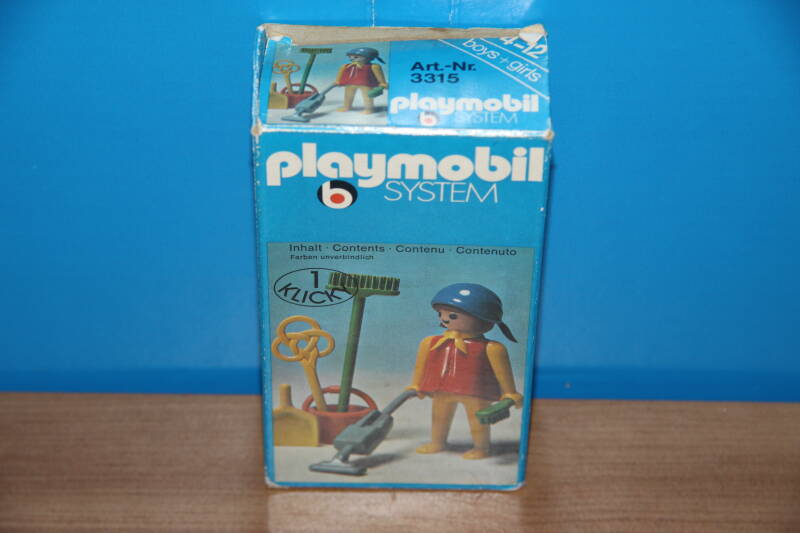 4-12
boys + girls
Art.-Nr.
3315
playmobil
SYSTEM
playmobil
SYSTEM
Inhalt · Contents · Contenu · Contenuto
Farben unverbindlich
1
KLICKY